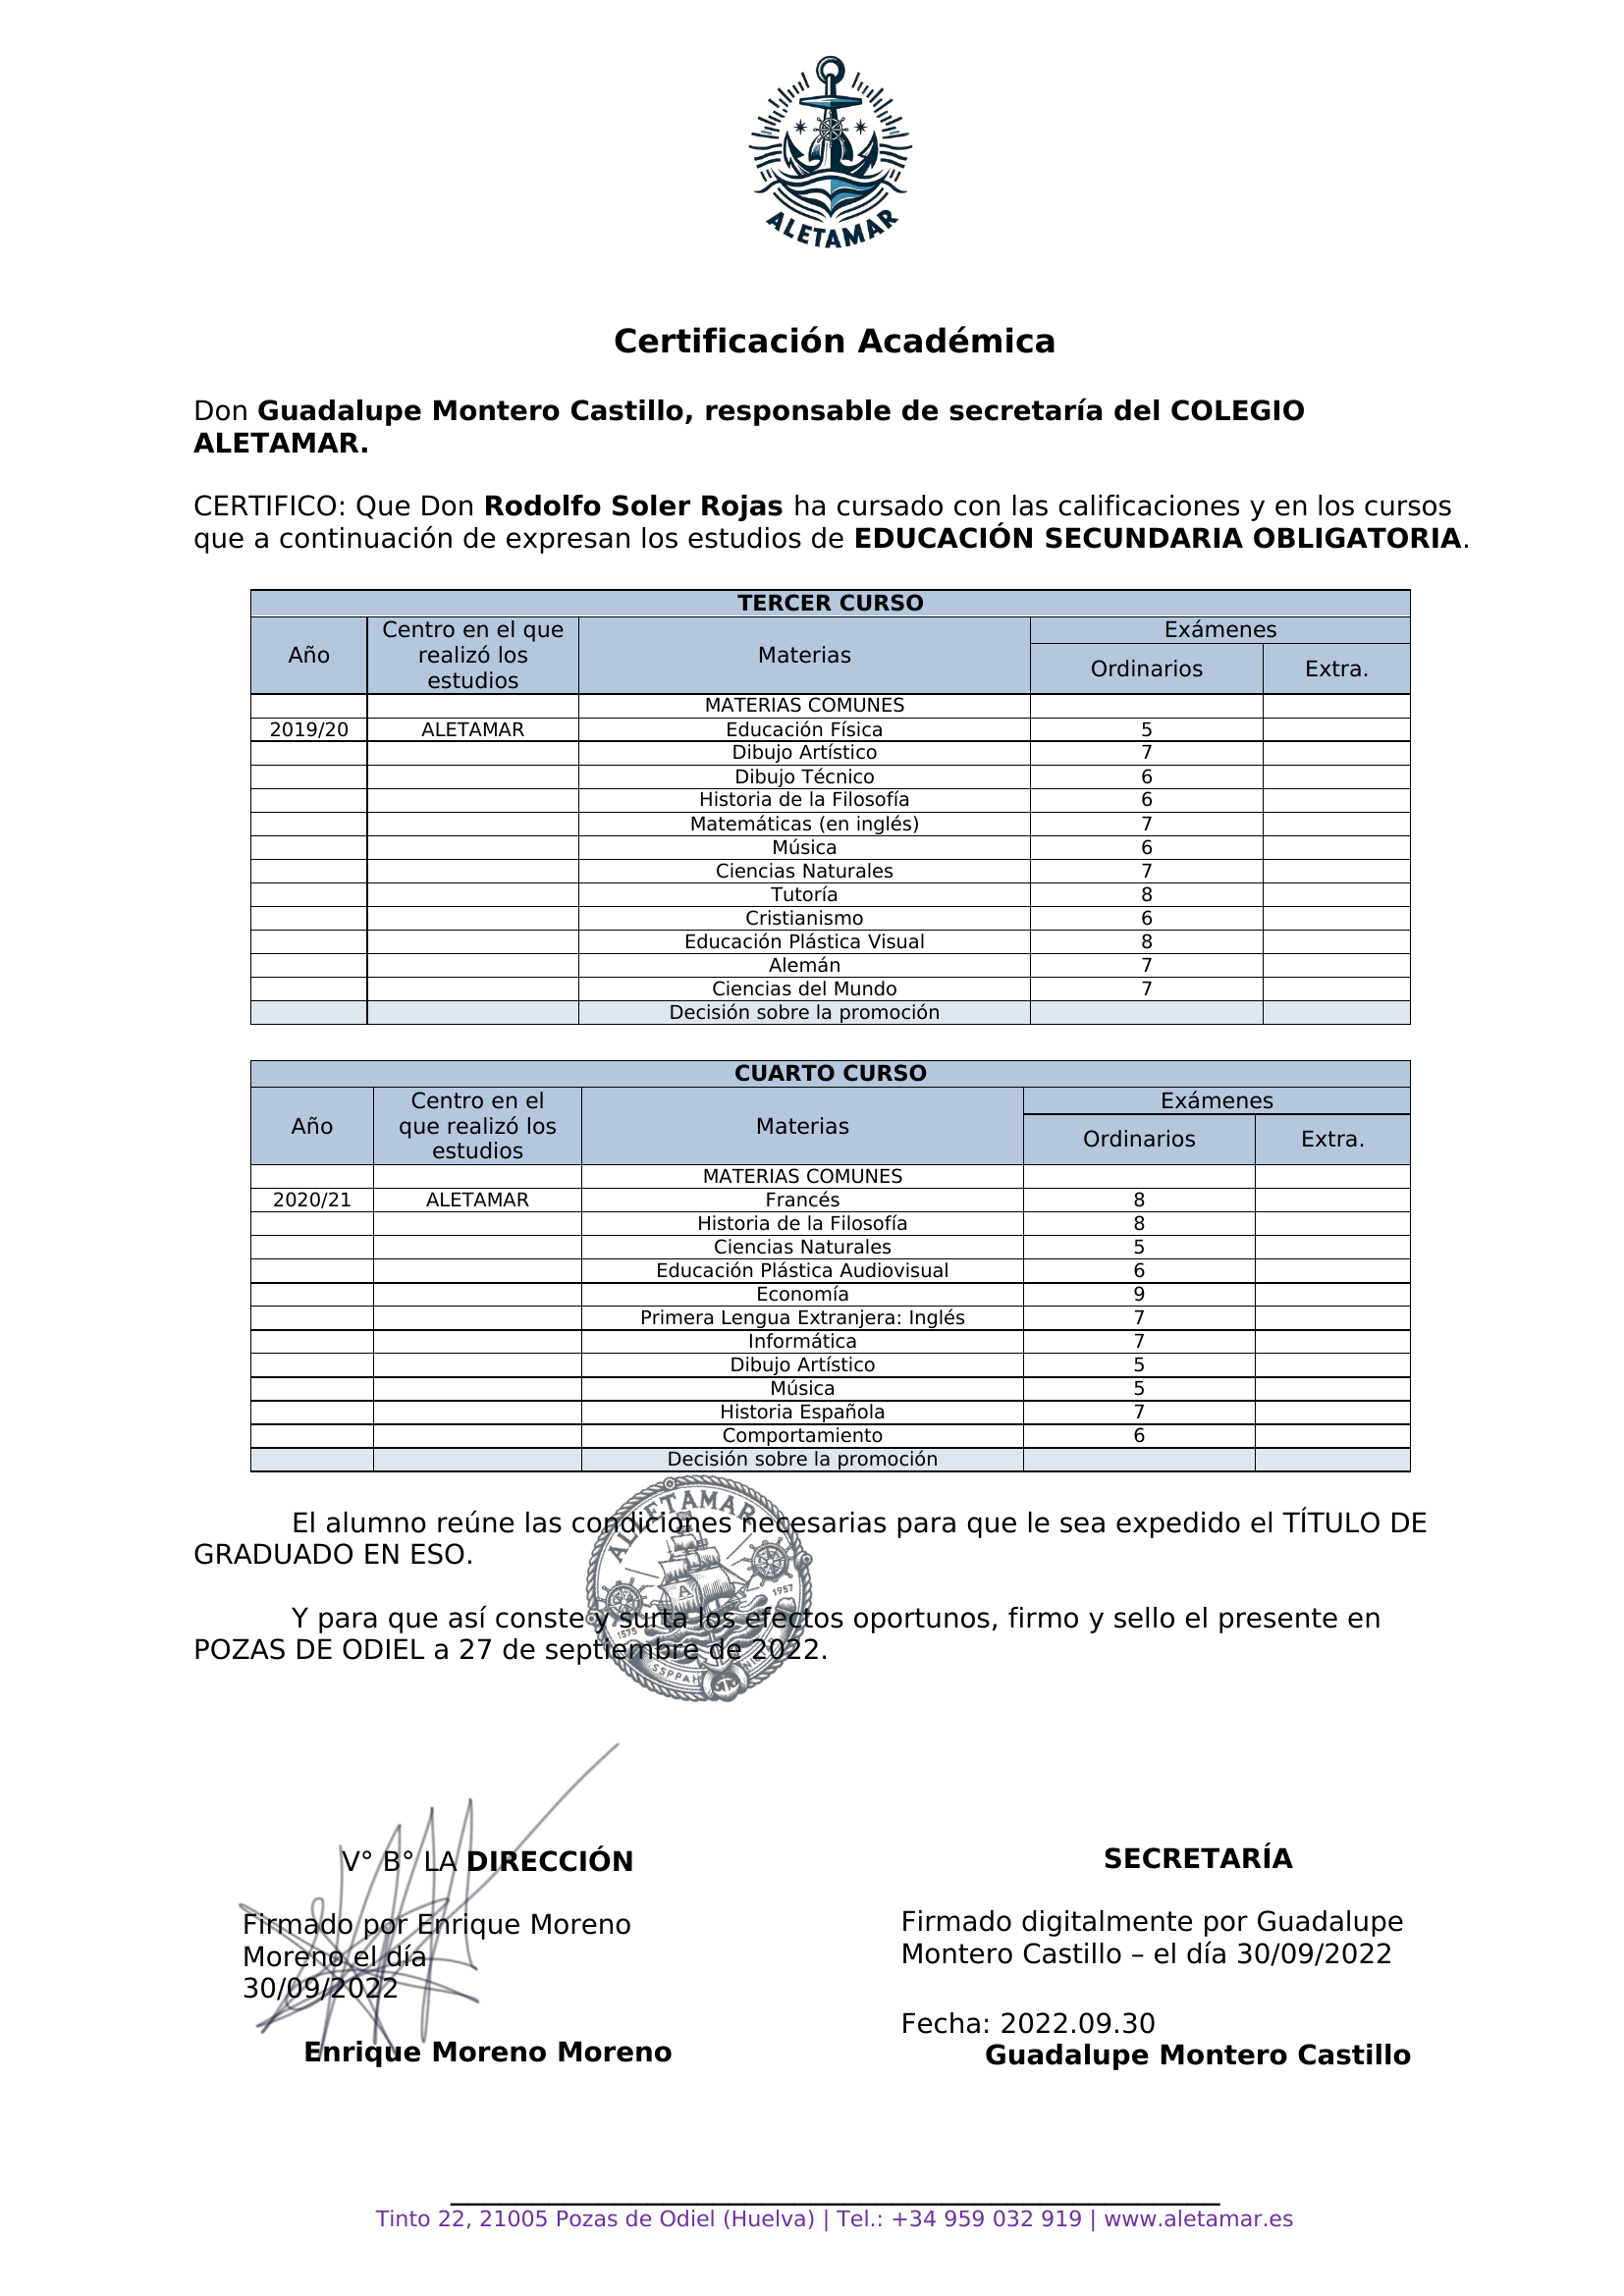 ALETAMAR
Certificación Académica
Don Guadalupe Montero Castillo, responsable de secretaría del COLEGIO
ALETAMAR.
CERTIFICO: Que Don Rodolfo Soler Rojas ha cursado con las calificaciones y en los cursos
que a continuación de expresan los estudios de EDUCACIÓN SECUNDARIA OBLIGATORIA.
TERCER CURSO
Año Centro en el que realizó los estudios Materias Exámenes
Ordinarios Extra.
MATERIAS COMUNES
2019/20 ALETAMAR Educación Física 5
Dibujo Artístico 7
Dibujo Técnico 6
Historia de la Filosofía 6
Matemáticas (en inglés) 7
Música 6
Ciencias Naturales 7
Tutoría 8
Cristianismo 6
Educación Plástica Visual 8
Alemán 7
Ciencias del Mundo 7
Decisión sobre la promoción
CUARTO CURSO
Año Centro en el que realizó los estudios Materias Exámenes
Ordinarios Extra.
MATERIAS COMUNES
2020/21 ALETAMAR Francés 8
Historia de la Filosofía 8
Ciencias Naturales 5
Educación Plástica Audiovisual 6
Economía 9
Primera Lengua Extranjera: Inglés 7
Informática 7
Dibujo Artístico 5
Música 5
Historia Española 7
Comportamiento 6
Decisión sobre la promoción
ALLETAMAR
El alumno reúne las condiciones necesarias para que le sea expedido el TÍTULO DE
GRADUADO EN ESO.
A
1957
1575
Y para que así conste y surta los efectos oportunos, firmo y sello el presente en
POZAS DE ODIEL a 27 de septiembre de 2022.
V° B° LA DIRECCIÓN
Firmado por Enrique Moreno
Moreno el día
30/09/2022
Enrique Moreno Moreno
SECRETARÍA
Firmado digitalmente por Guadalupe
Montero Castillo – el día 30/09/2022
Fecha: 2022.09.30
Guadalupe Montero Castillo
Tinto 22, 21005 Pozas de Odiel (Huelva) | Tel.: +34 959 032 919 | www.aletamar.es